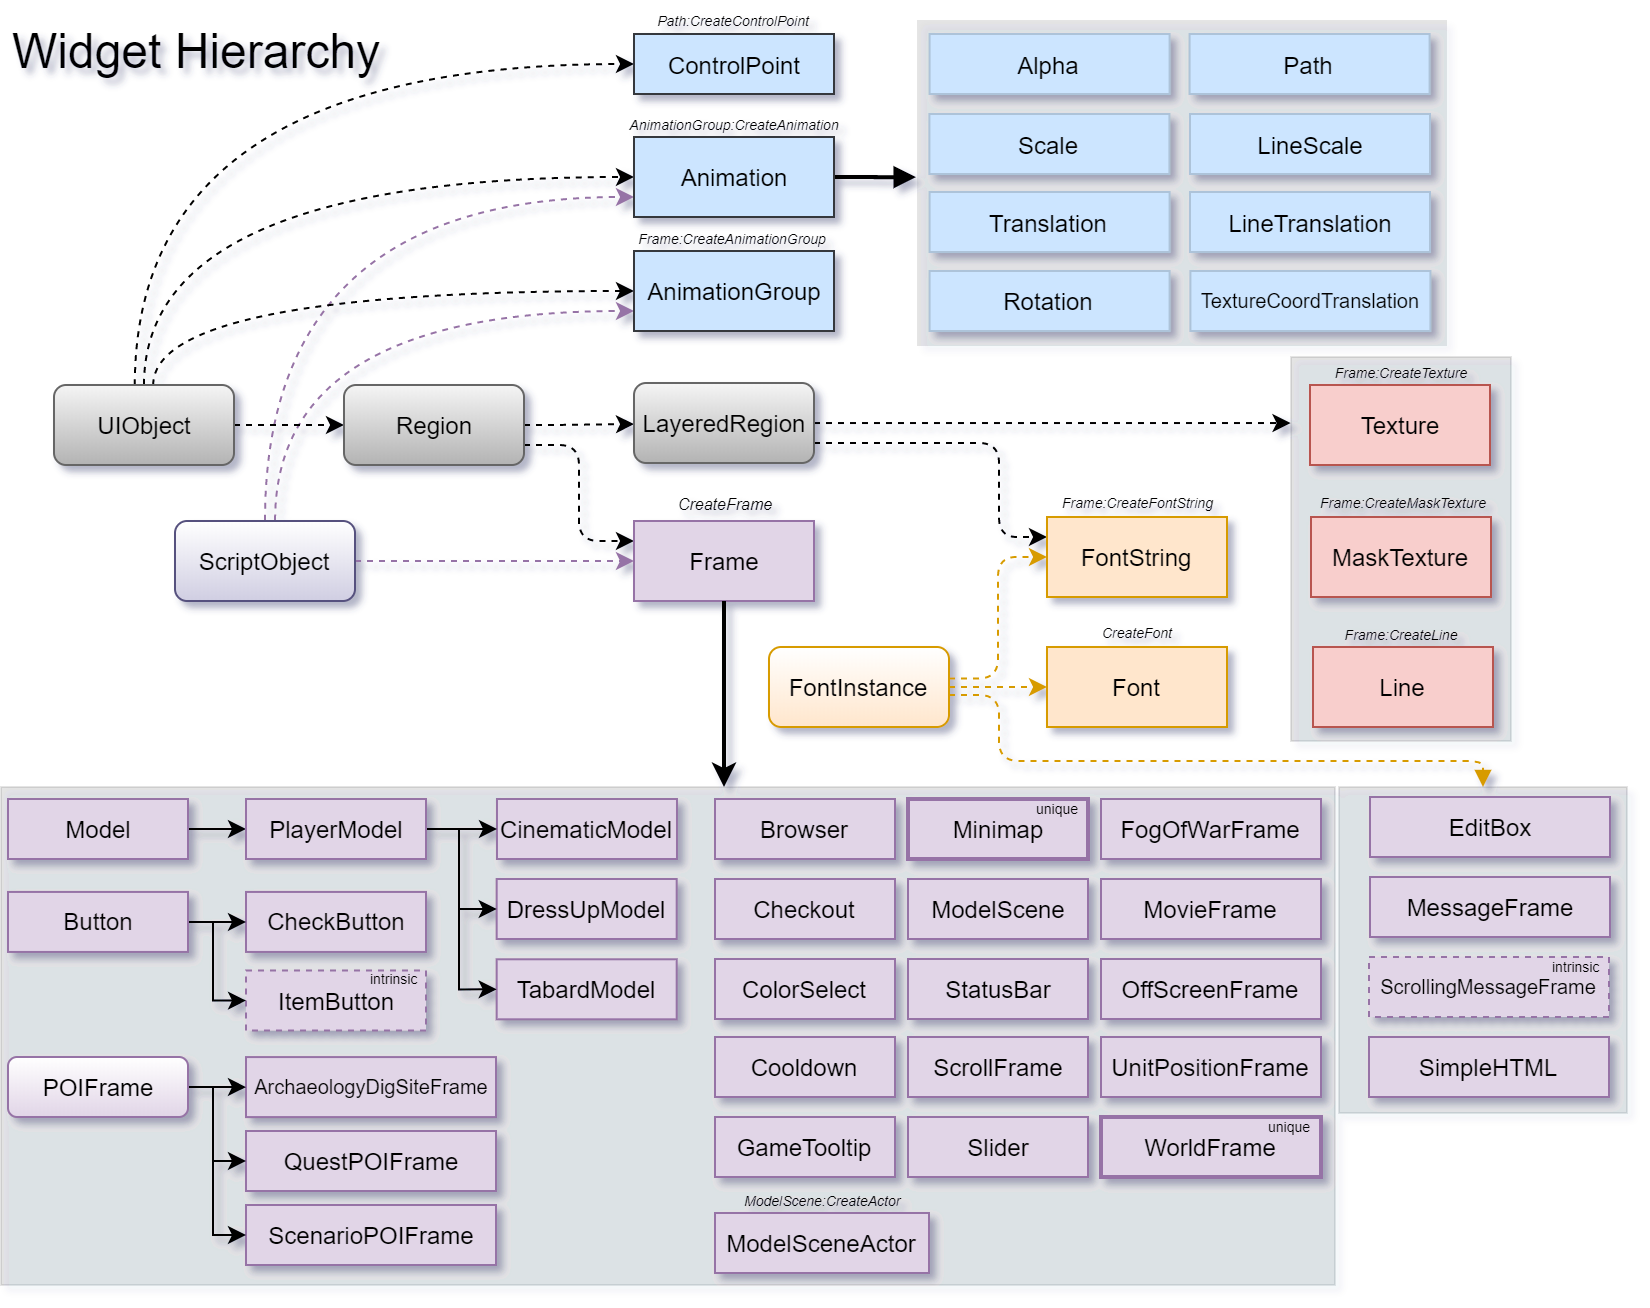 Widget Hierarchy
Path:CreateControlPoint
ControlPoint
AnimationGroup:CreateAnimation
Animation
Frame:CreateAnimationGroup
AnimationGroup
Alpha
Path
Scale
LineScale
Translation
LineTranslation
Rotation
TextureCoordTranslation
UIObject
Region
LayeredRegion
Frame:CreateTexture
Texture
ScriptObject
CreateFrame
Frame
Frame:CreateFontString
FontString
Frame:CreateMaskTexture
MaskTexture
FontInstance
CreateFont
Font
Frame:CreateLine
Line
Model
PlayerModel
CinematicModel
Button
CheckButton
DressUpModel
intrinsic
ItemButton
TabardModel
POIFrame
ArchaeologyDigSiteFrame
QuestPOIFrame
ScenarioPOIFrame
Browser
unique
Minimap
FogOfWarFrame
Checkout
ModelScene
MovieFrame
ColorSelect
StatusBar
OffScreenFrame
Cooldown
ScrollFrame
UnitPositionFrame
GameTooltip
Slider
unique
WorldFrame
ModelScene:CreateActor
ModelSceneActor
EditBox
MessageFrame
intrinsic
ScrollingMessageFrame
SimpleHTML